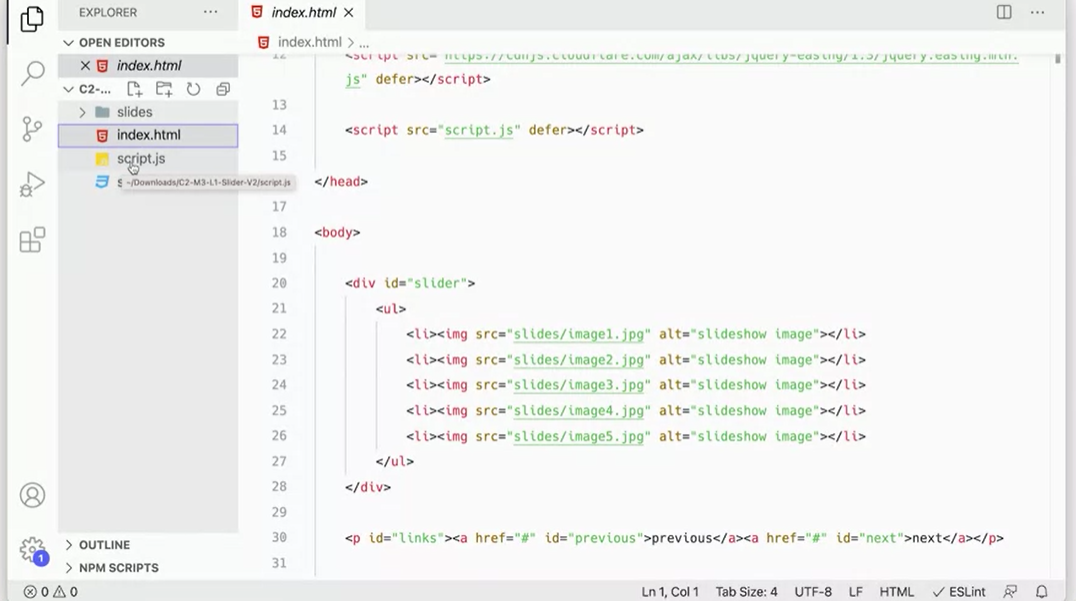 EXPLORER
index.html
OPEN EDITORS
index.html
C2-...
slides
index.html
script.js
s
~/Downloads/C2-M3-L1-Slider-V2/script.js
OUTLINE
NPM SCRIPTS
index.html > ...
12 <script src="https://cdnjs.cloudflare.com/ajax/libs/jquery-easing/1.3/jquery.easing.min.
js" defer></script>
13
14 <script src="script.js" defer></script>
15
</head>
17
18 <body>
19
20 <div id="slider">
21 <ul>
22 <li><img src="slides/image1.jpg" alt="slideshow image"></li>
23 <li><img src="slides/image2.jpg" alt="slideshow image"></li>
24 <li><img src="slides/image3.jpg" alt="slideshow image"></li>
25 <li><img src="slides/image4.jpg" alt="slideshow image"></li>
26 <li><img src="slides/image5.jpg" alt="slideshow image"></li>
27 </ul>
28 </div>
29
30 <p id="links"><a href="#" id="previous">previous</a><a href="#" id="next">next</a></p>
31
1
0 0
Ln 1, Col 1 Tab Size: 4 UTF-8 LF HTML ESLint